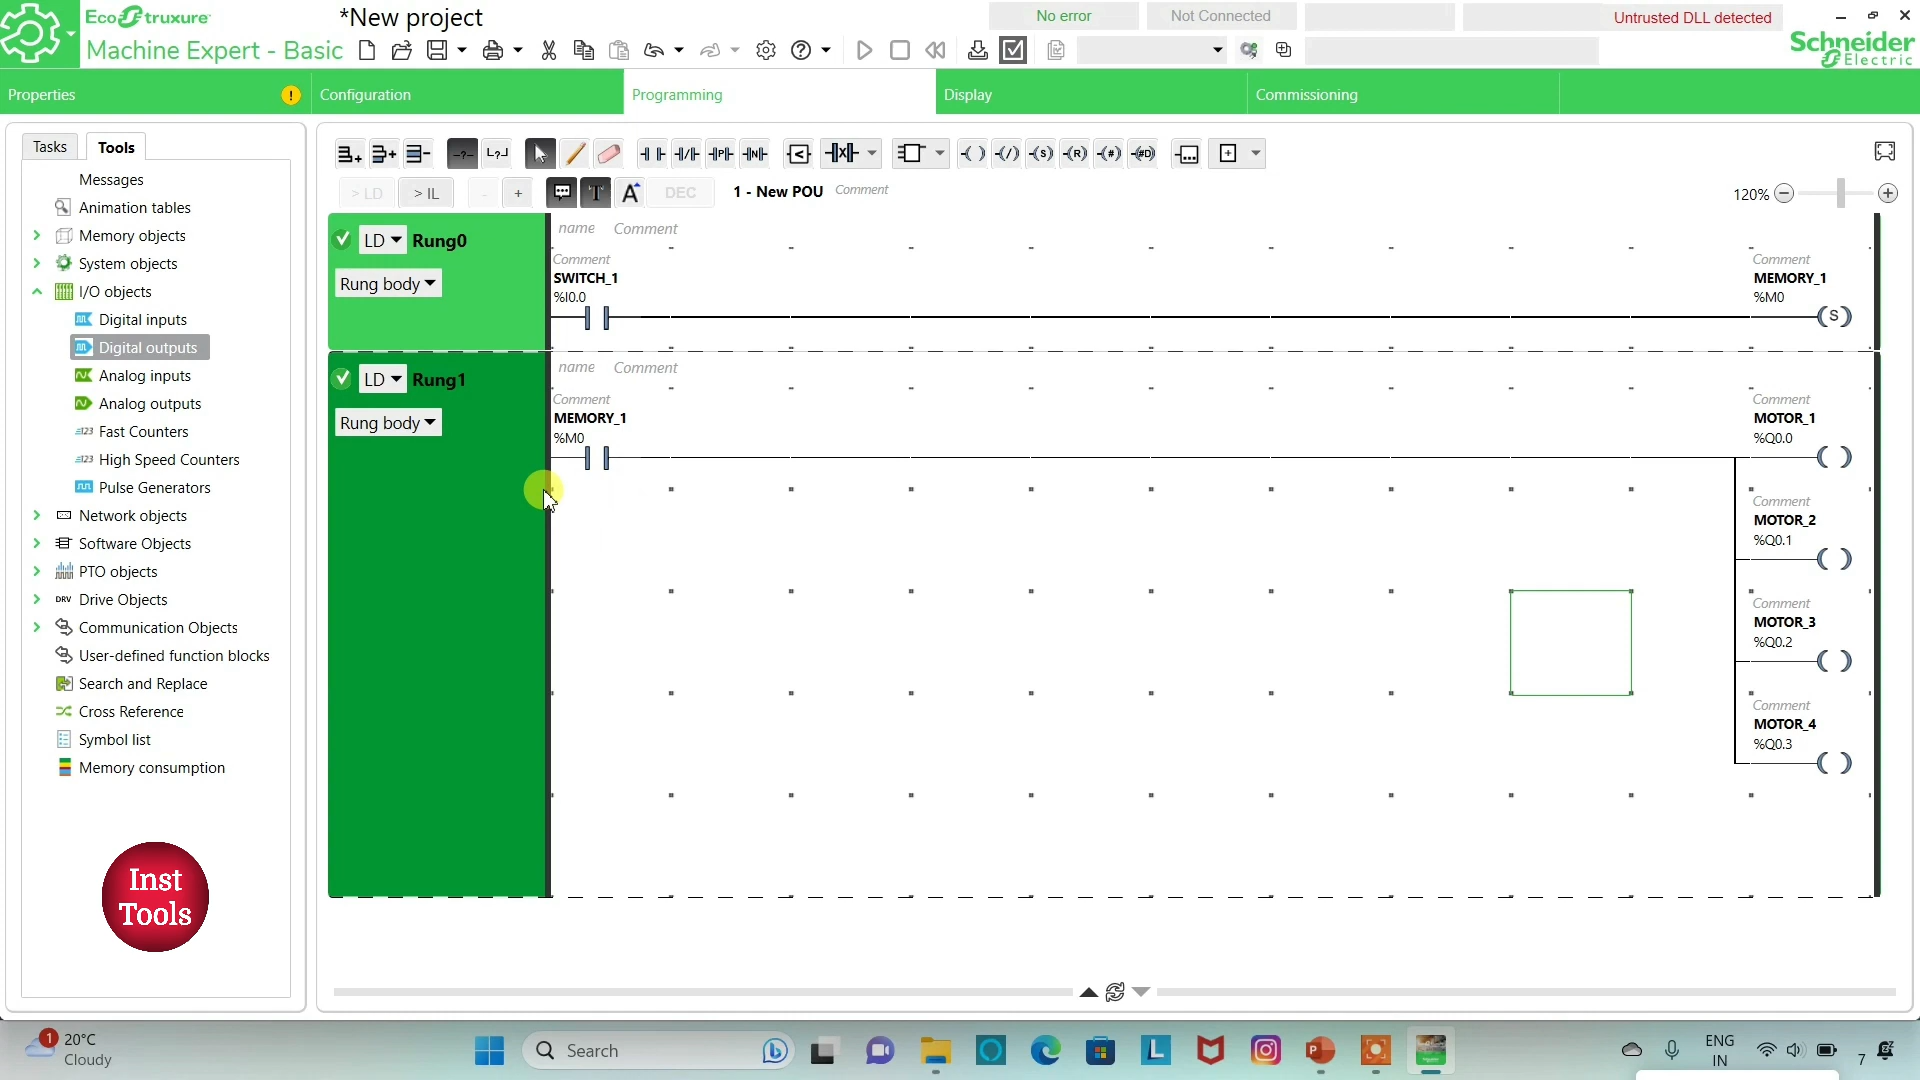 EcoStruxure
Machine Expert - Basic
*New project
No error
Not Connected
Untrusted DLL detected
Schneider
Electric
Properties
Configuration
Programming
Display
Commissioning
Tasks
Tools
Messages
Animation tables
Memory objects
System objects
I/O objects
Digital inputs
Digital outputs
Analog inputs
Analog outputs
Fast Counters
High Speed Counters
Pulse Generators
Network objects
Software Objects
PTO objects
DRV Drive Objects
Communication Objects
User-defined function blocks
Search and Replace
Cross Reference
Symbol list
Memory consumption
Inst
Tools
> LD
> IL
-
+
T
A
DEC
1 - New POU
Comment
120%
LD
Rung0
Rung body
name
Comment
Comment
SWITCH_1
%I0.0
Comment
MEMORY_1
%M0
S
LD
Rung1
Rung body
name
Comment
Comment
MEMORY_1
%M0
Comment
MOTOR_1
%Q0.0
Comment
MOTOR_2
%Q0.1
Comment
MOTOR_3
%Q0.2
Comment
MOTOR_4
%Q0.3
1
20°C
Cloudy
Search
ENG
IN
7